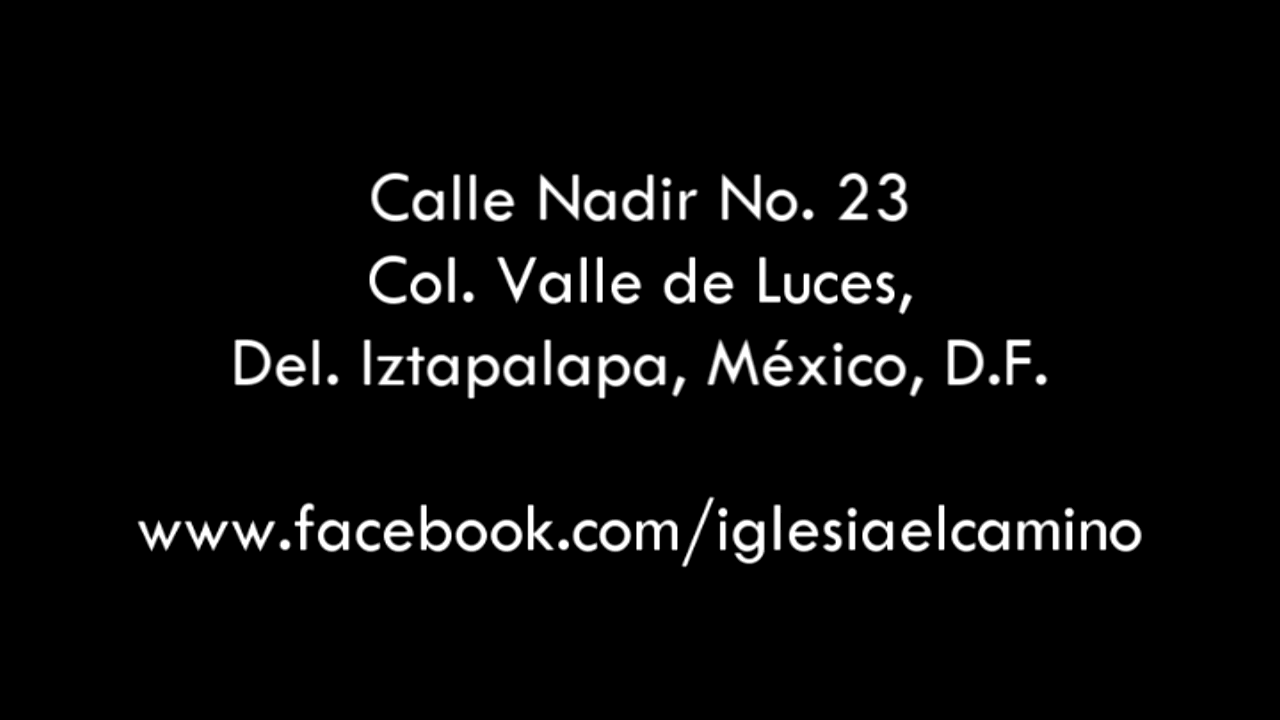 Calle Nadir No. 23
Col. Valle de Luces,
Del. Iztapalapa, México, D.F.
www.facebook.com/iglesiaelcamino